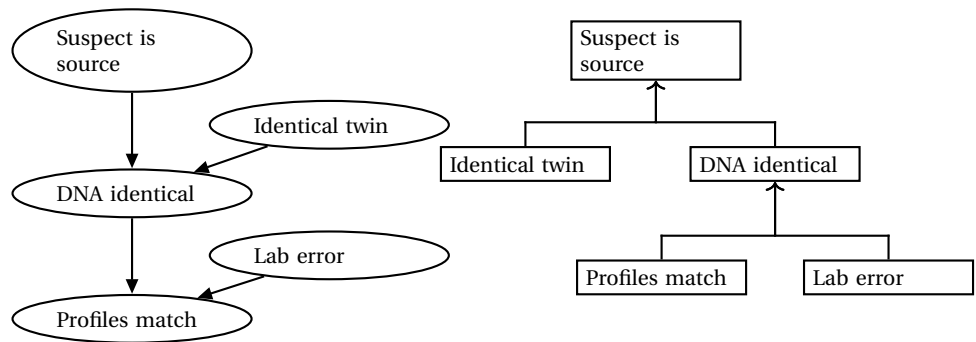 Suspect is
source
Identical twin
DNA identical
Lab error
Profiles match
Suspect is
source
Identical twin
DNA identical
Profiles match
Lab error